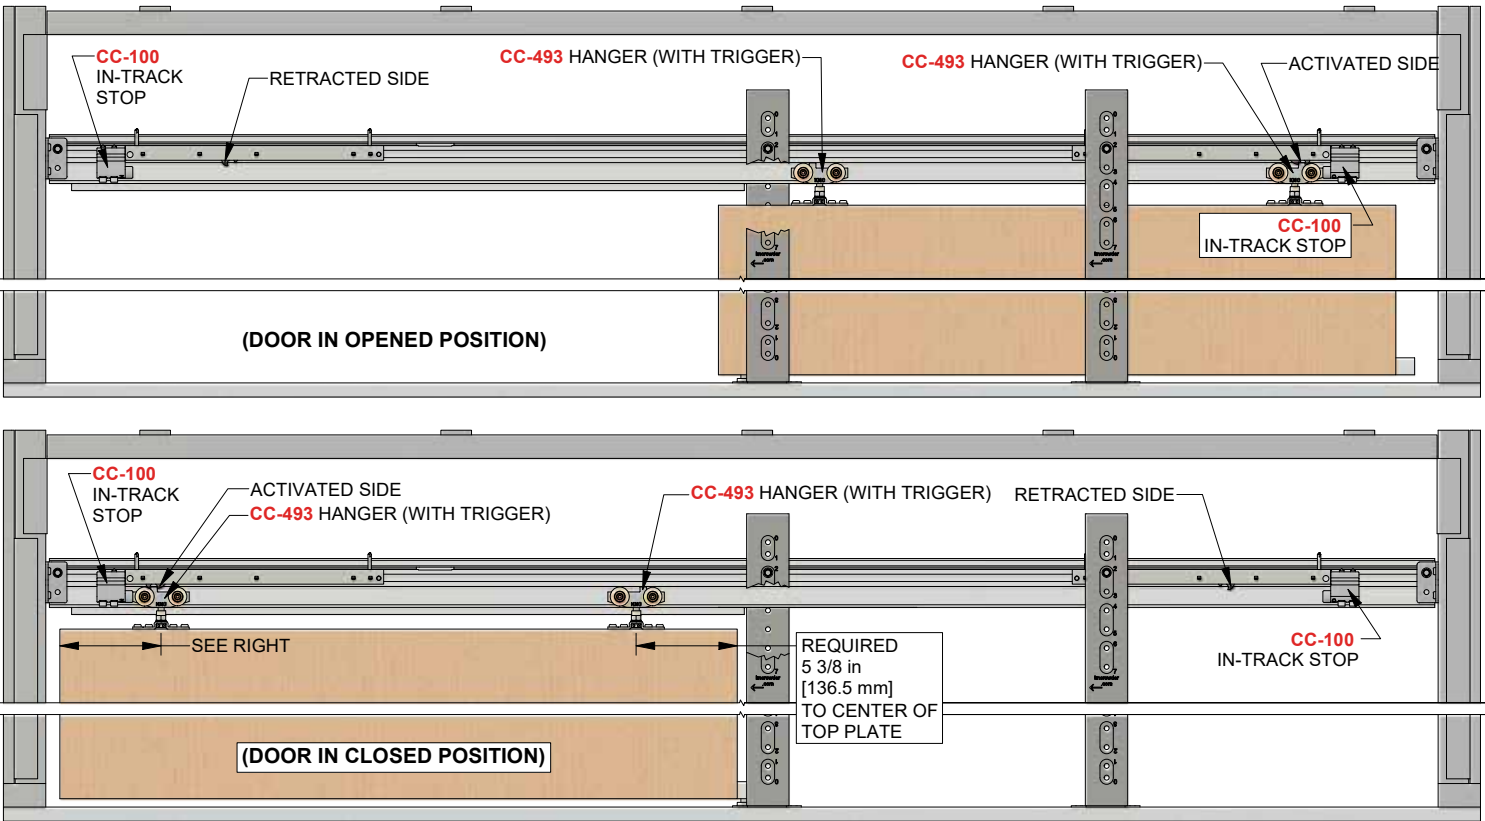 CC-100
IN-TRACK
STOP
RETRACTED SIDE
CC-493 HANGER (WITH TRIGGER)
CC-493 HANGER (WITH TRIGGER)
ACTIVATED SIDE
CC-100
IN-TRACK STOP
(DOOR IN OPENED POSITION)
CC-100
IN-TRACK
STOP
ACTIVATED SIDE
CC-493 HANGER (WITH TRIGGER)
CC-493 HANGER (WITH TRIGGER)
RETRACTED SIDE
SEE RIGHT
REQUIRED
5 3/8 in
[136.5 mm]
TO CENTER OF
TOP PLATE
CC-100
IN-TRACK STOP
(DOOR IN CLOSED POSITION)